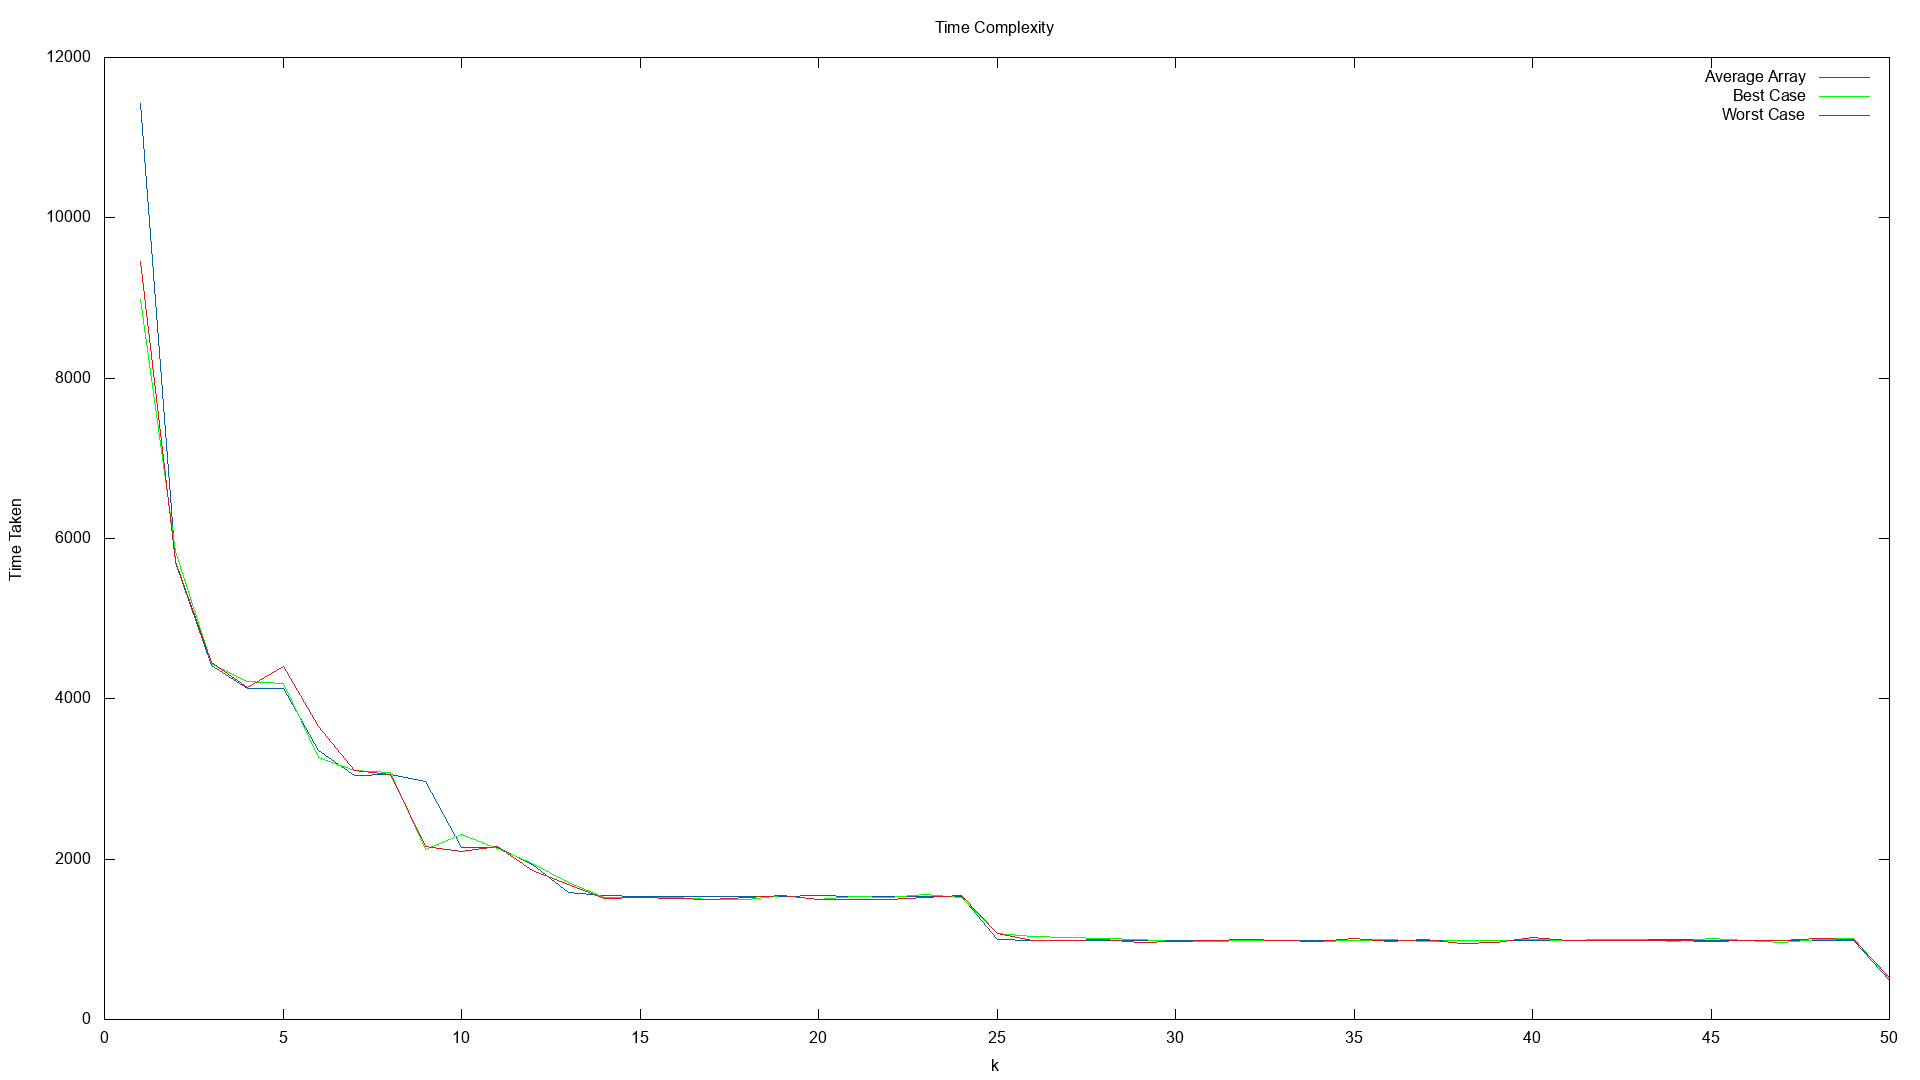 Time Complexity
12000
10000
8000
6000
4000
2000
0
Time Taken
Average Array
Best Case
Worst Case
0 5 10 15 20 25 30 35 40 45 50
k